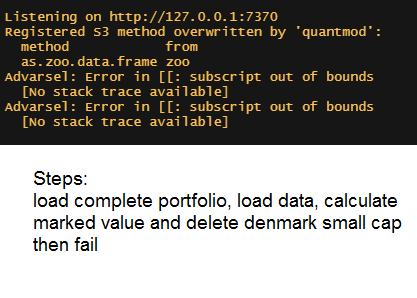 Listening on http://127.0.0.1:7370
Registered S3 method overwritten by 'quantmod':
  method            from
  as.zoo.data.frame zoo
Advarsel: Error in [[: subscript out of bounds
  [No stack trace available]
Advarsel: Error in [[: subscript out of bounds
  [No stack trace available]
Steps:
load complete portfolio, load data, calculate
marked value and delete denmark small cap
then fail